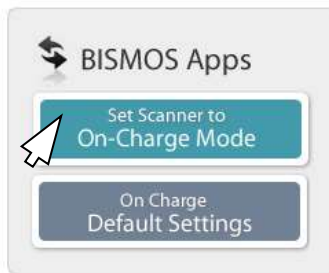 BISMOS Apps
Set Scanner to
On-Charge Mode
On Charge
Default Settings